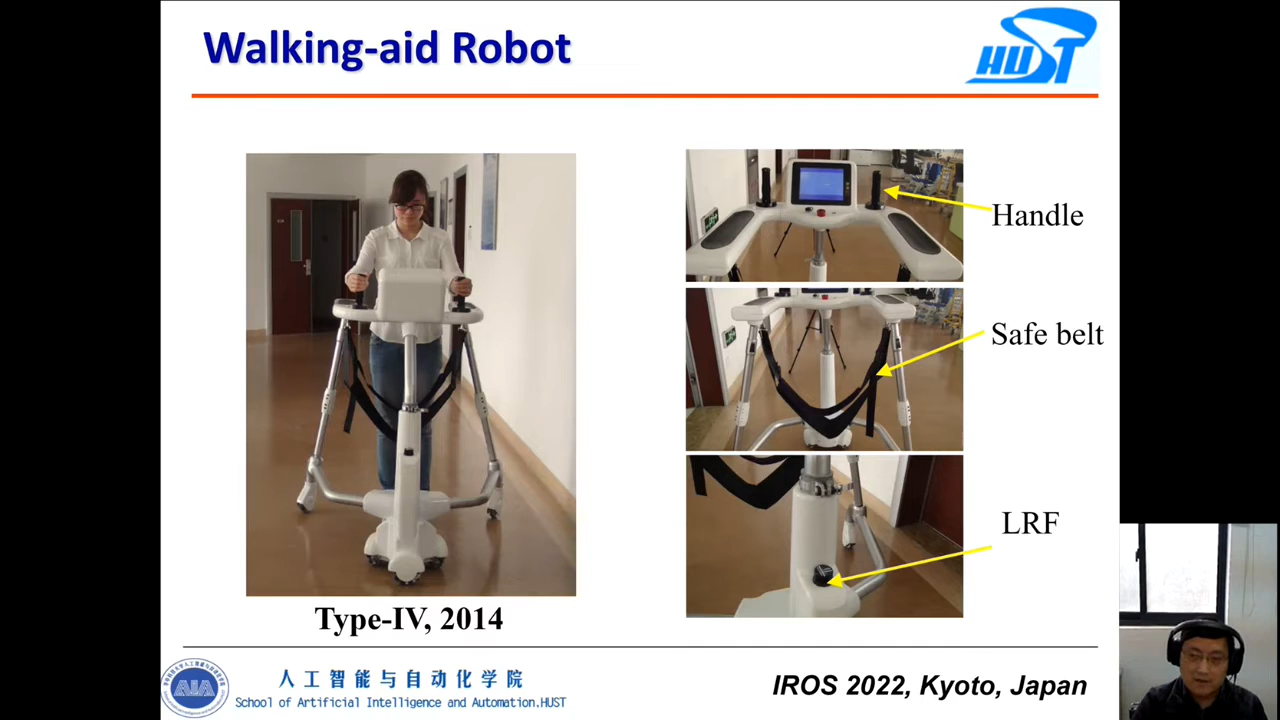 Walking-aid Robot
HUST
Handle
Safe belt
LRF
Type-IV, 2014
AIA
人工智能与自动化学院
School of Artificial Intelligence and Automation.HUST
IROS 2022, Kyoto, Japan